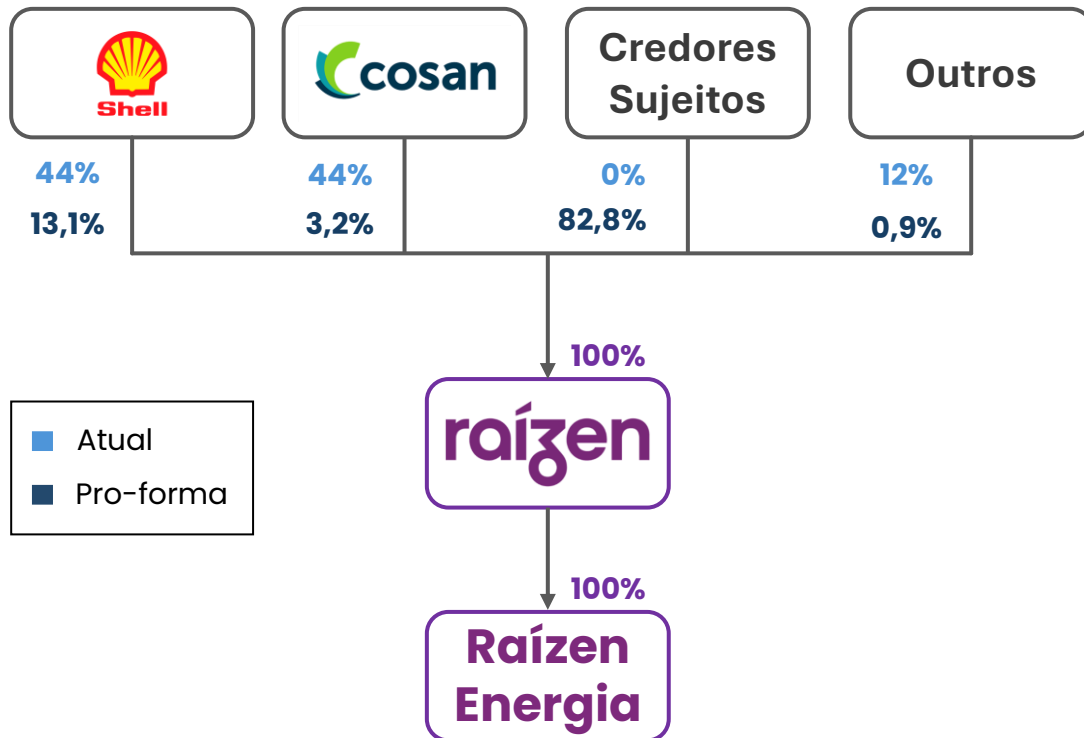 Shell
cosan
Credores
Sujeitos
Outros
44%
44%
0%
12%
13,1%
3,2%
82,8%
0,9%
100%
raízen
Atual
Pro-forma
100%
Raízen
Energia